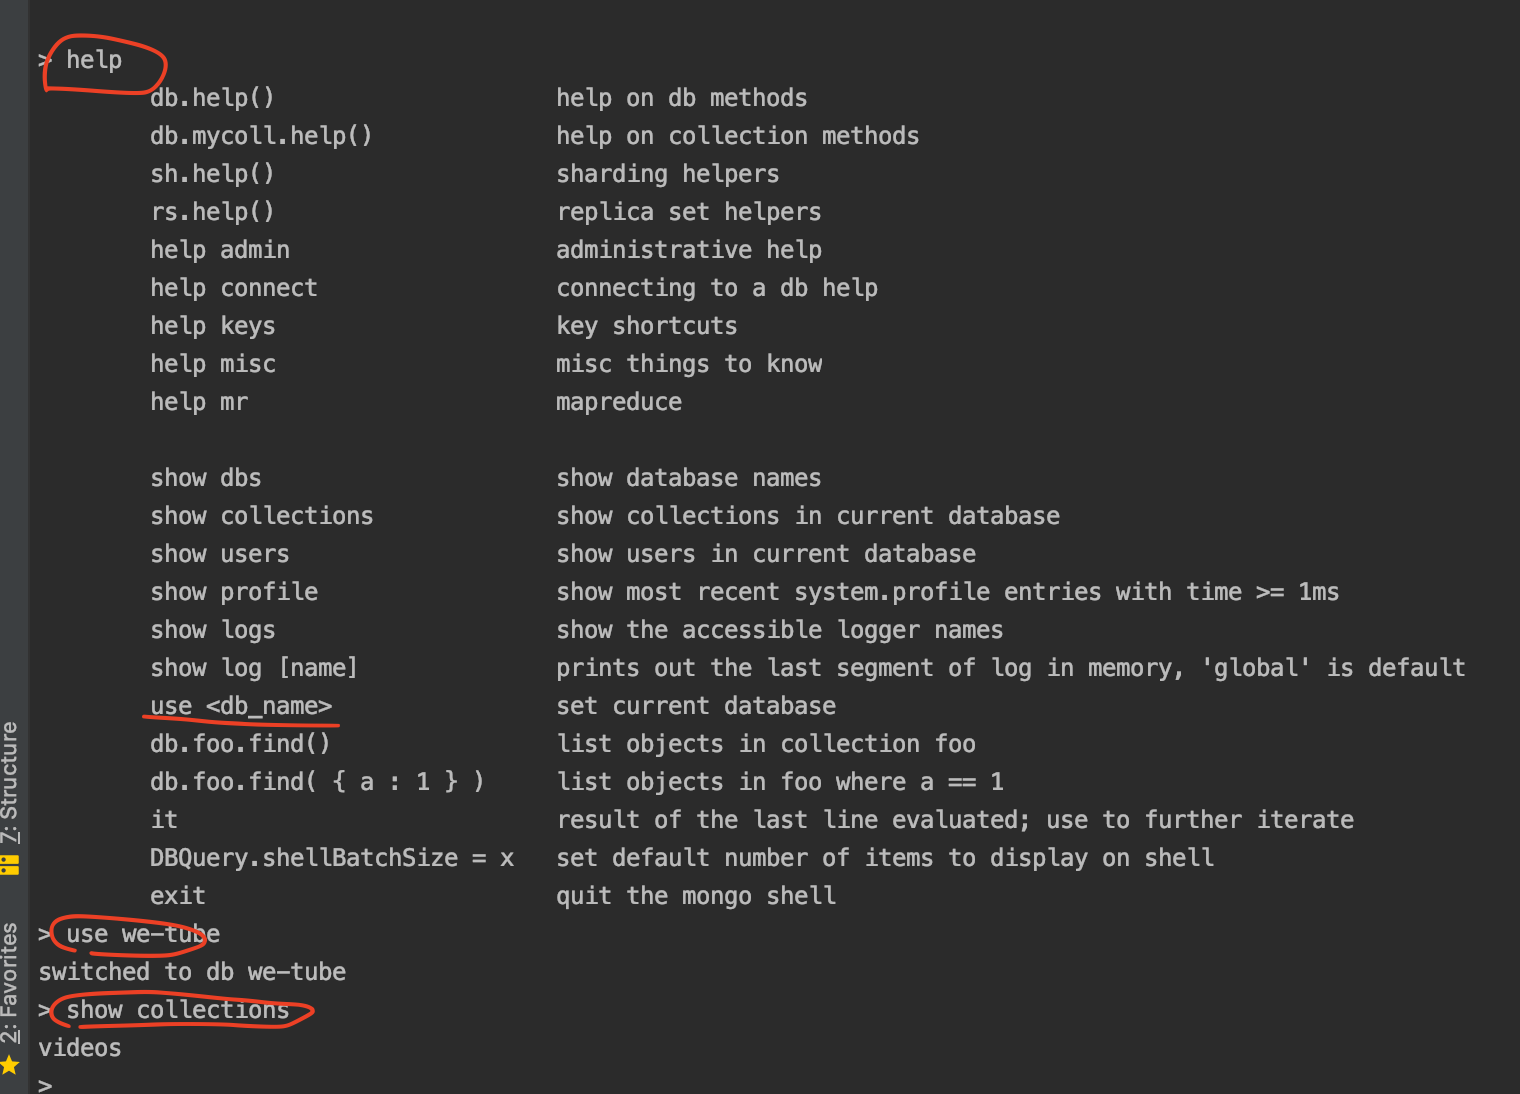 > help
db.help() help on db methods
db.mycoll.help() help on collection methods
sh.help() sharding helpers
rs.help() replica set helpers
help admin administrative help
help connect connecting to a db help
help keys key shortcuts
help misc misc things to know
help mr mapreduce
show dbs show database names
show collections show collections in current database
show users show users in current database
show profile show most recent system.profile entries with time >= 1ms
show logs show the accessible logger names
show log [name] prints out the last segment of log in memory, 'global' is default
use <db_name> set current database
db.foo.find() list objects in collection foo
db.foo.find( { a : 1 } ) list objects in foo where a == 1
it result of the last line evaluated; use to further iterate
DBQuery.shellBatchSize = x set default number of items to display on shell
exit quit the mongo shell
> use we-tube
switched to db we-tube
> show collections
videos
>
7: Structure
2: Favorites